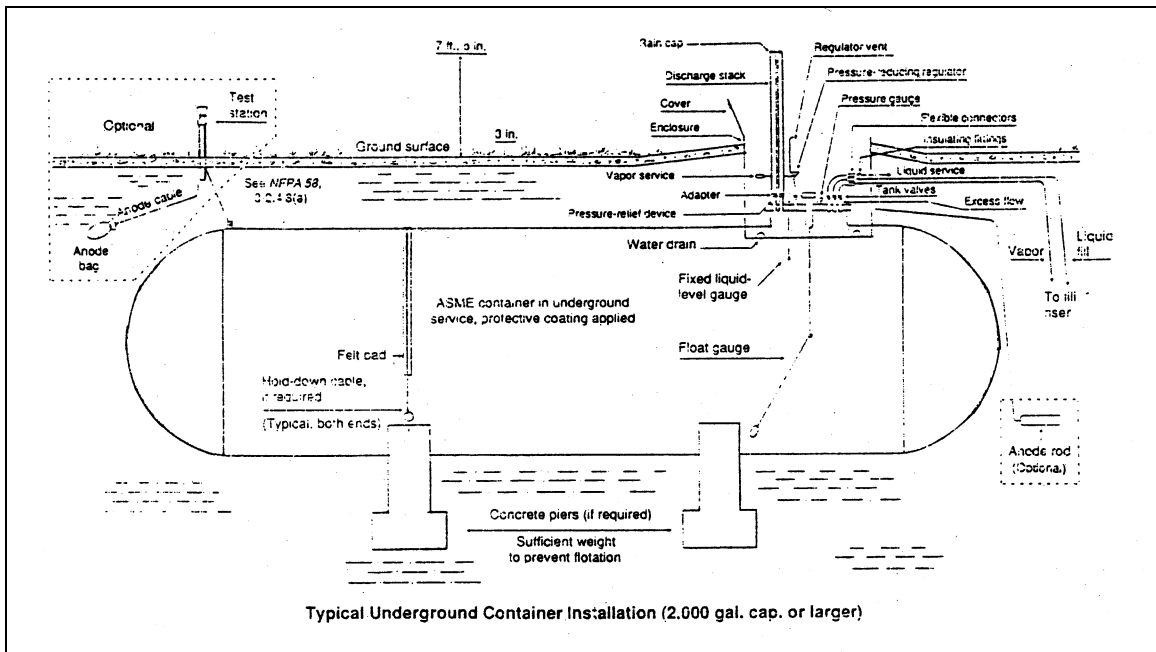 Rain cap
Regulator vent
Discharge stack
Pressure-reducing regulator
Pressure gauge
Flexible connectors
Insulating fittings
Liquid service
Tank valves
Excess flow
Cover
Enclosure
Vapor service
Adapter
Pressure-relief device
Water drain
Test
station
Optional
Ground surface
3 in.
See NFPA 58,
Anode cable
Anode
bag
Fixed liquid-
level gauge
Vapor
Liquid
fill
To fill
riser
ASME container in underground
service, protective coating applied
Felt pad
Float gauge
Hold-down cable,
if required
(Typical, both ends)
Anode rod
(Optional)
Concrete piers (if required)
Sufficient weight
to prevent flotation
Typical Underground Container Installation (2,000 gal. cap. or larger)